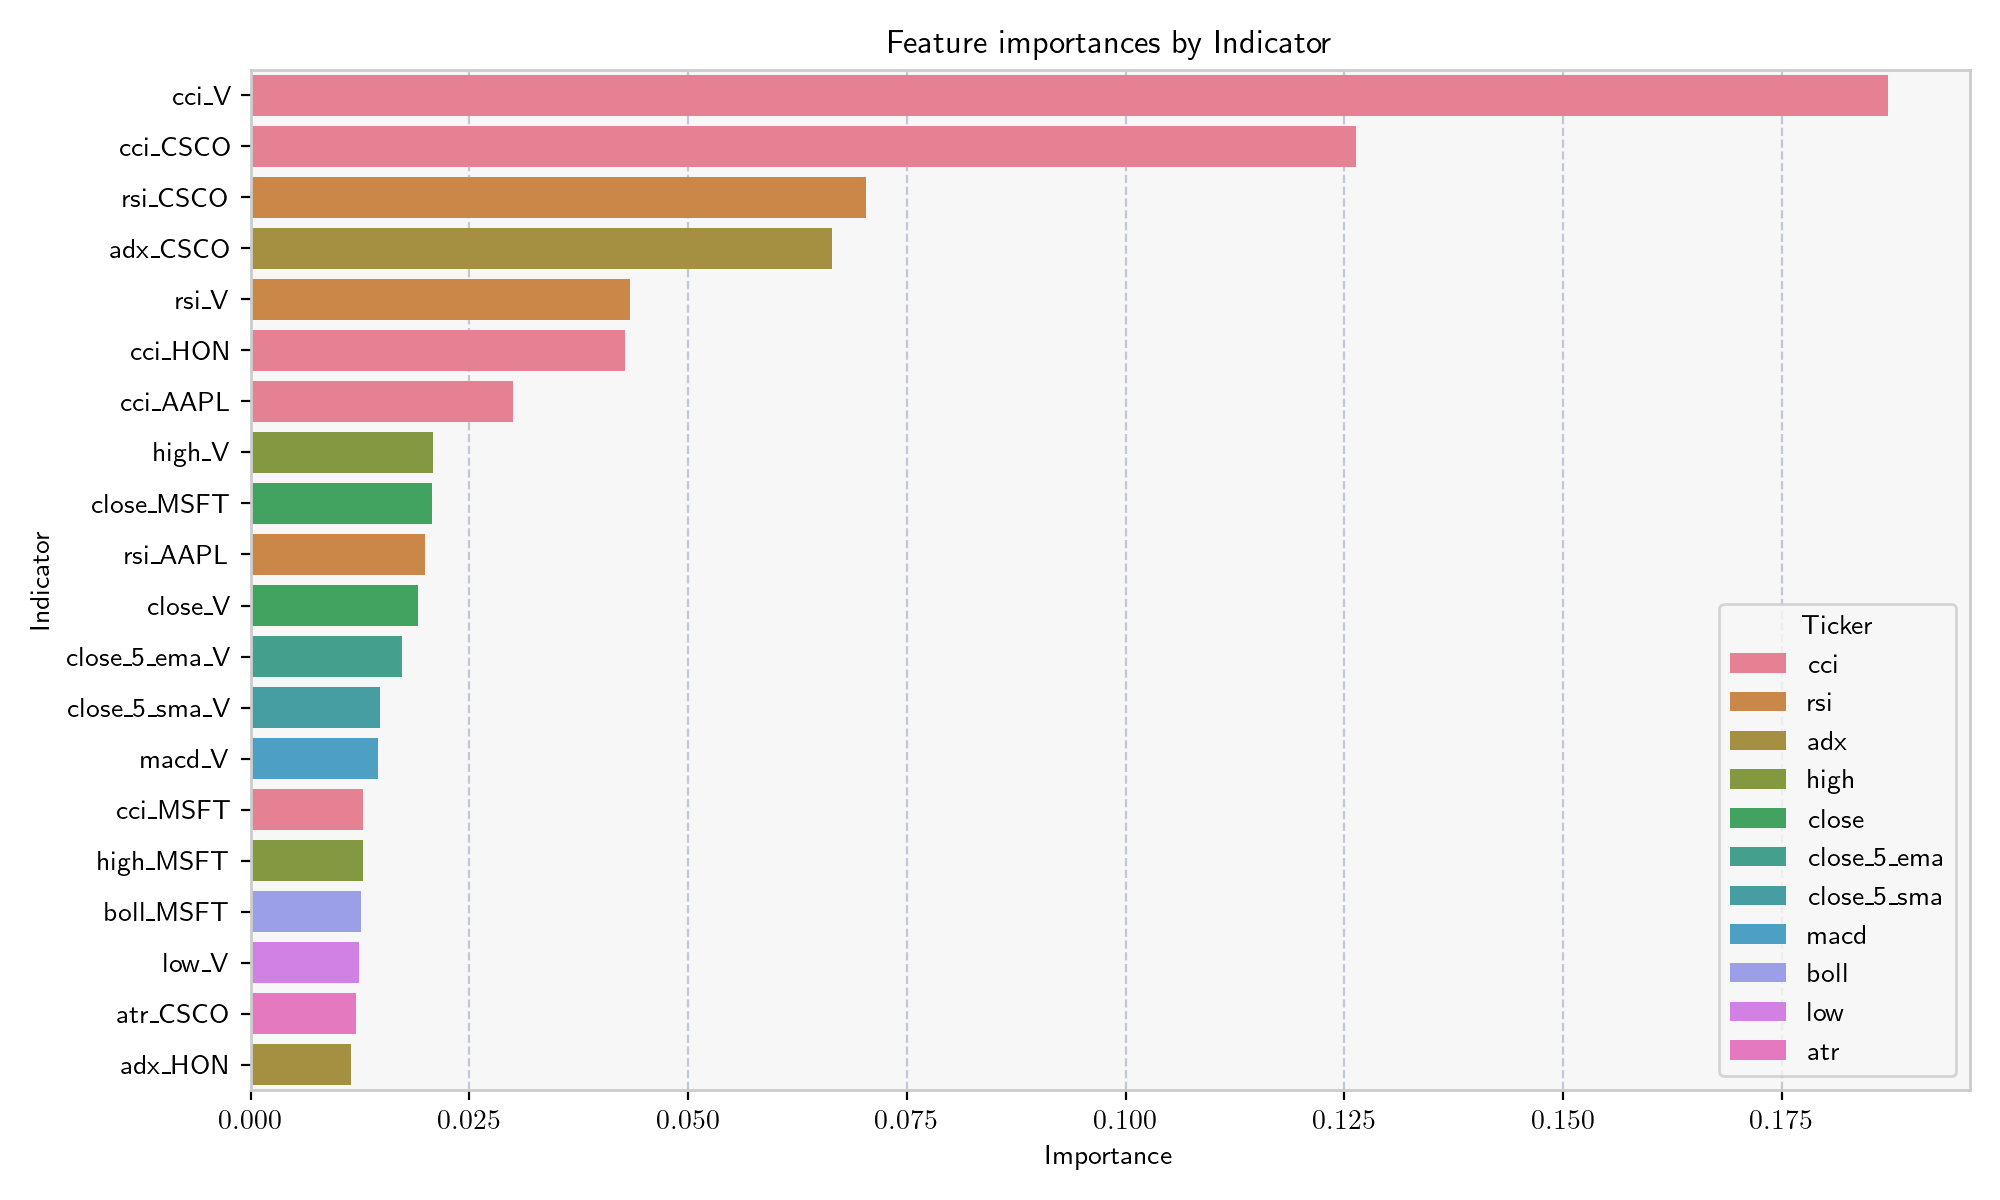 Feature importances by Indicator
cci_V
cci_CSCO
rsi_CSCO
adx_CSCO
rsi_V
cci_HON
cci_AAPL
high_V
close_MSFT
rsi_AAPL
close_V
close_5_ema_V
close_5_sma_V
macd_V
cci_MSFT
high_MSFT
boll_MSFT
low_V
atr_CSCO
adx_HON
Indicator
Ticker
cci
rsi
adx
high
close
close_5_ema
close_5_sma
macd
boll
low
atr
0.000 0.025 0.050 0.075 0.100 0.125 0.150 0.175
Importance